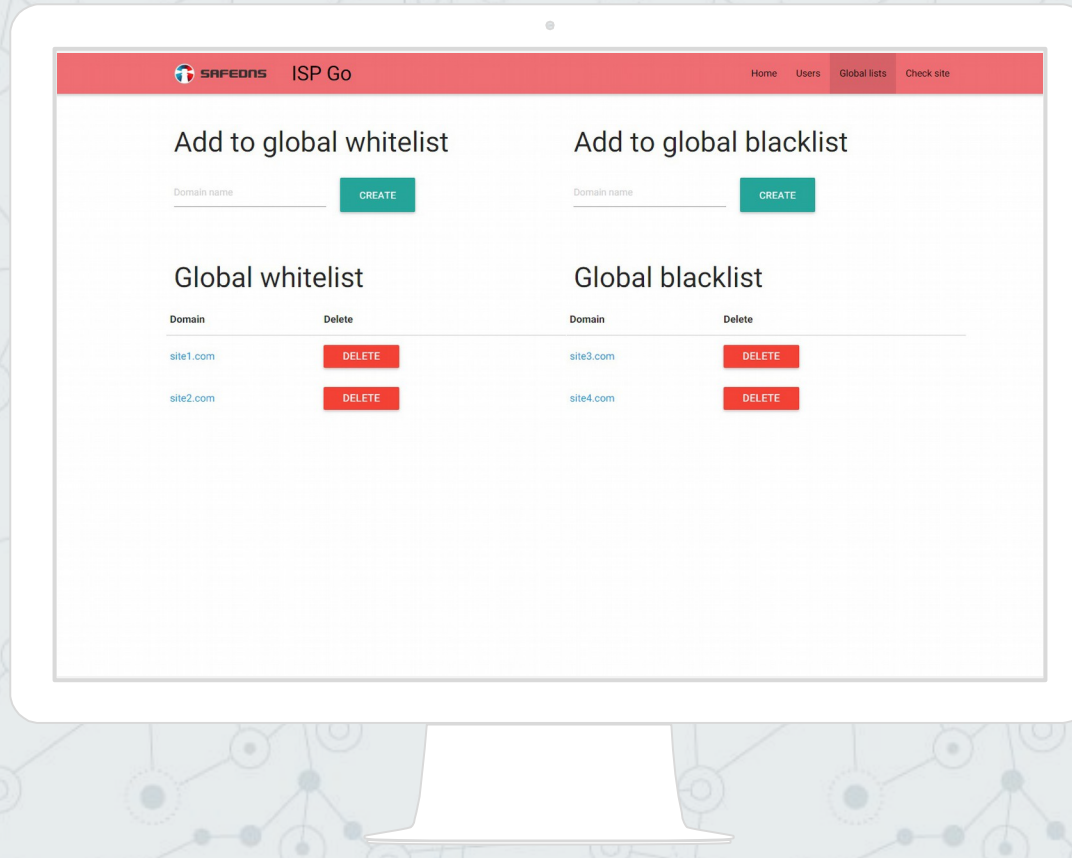 SAFEDNS ISP Go Home Users Global lists Check site
Add to global whitelist
Domain name CREATE
Add to global blacklist
Domain name CREATE
Global whitelist
Domain Delete
site1.com DELETE
site2.com DELETE
Global blacklist
Domain Delete
site3.com DELETE
site4.com DELETE